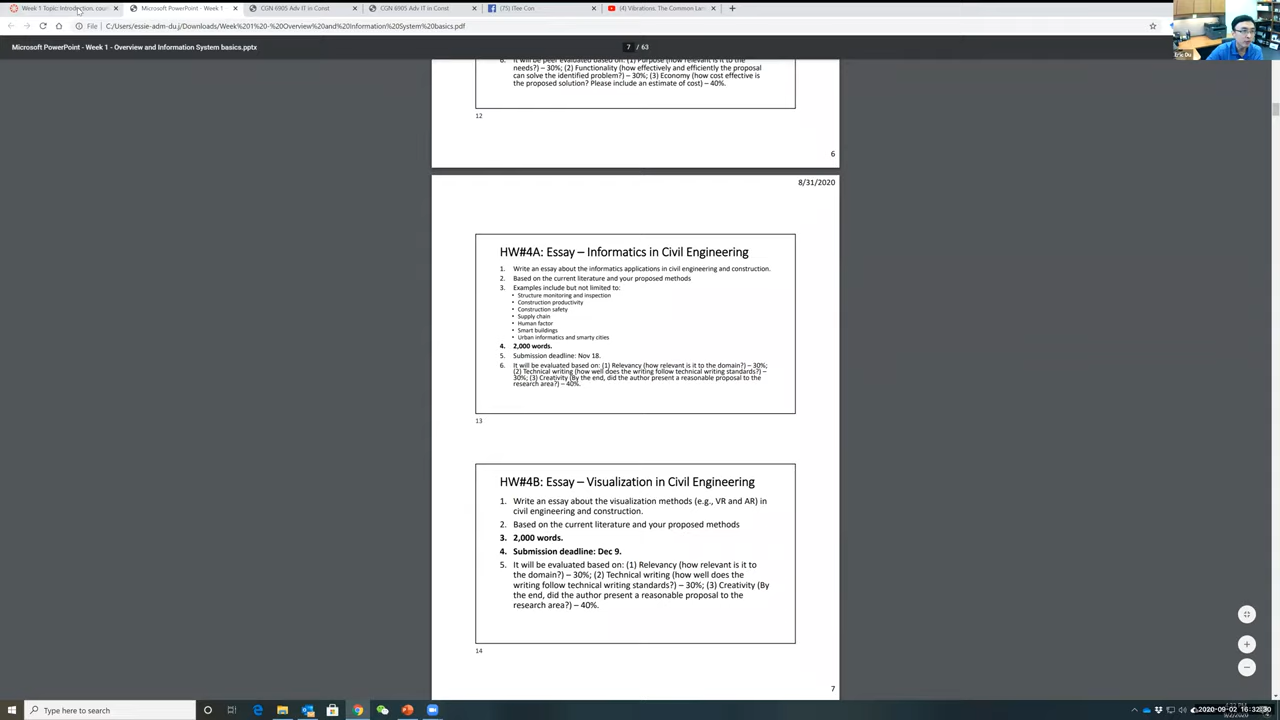 Week 1 Topic: Introduction, cour
Microsoft PowerPoint - Week 1
CGN 6905 Adv IT in Const
CGN 6905 Adv IT in Const
(75) ITee Con
(4) Vibrations, The Common Lan
File
C:/Users/essie-adm-du.j/Downloads/Week%201%20-%20Overview%20and%20Information%20System%20basics.pdf
Microsoft PowerPoint - Week 1 - Overview and Information System basics.pptx
7 / 63
6. It will be peer evaluated based on: (1) Purpose (how relevant is it to the
needs?) – 30%; (2) Functionality (how effectively and efficiently the proposal
can solve the identified problem?) – 30%; (3) Economy (how cost effective is
the proposed solution? Please include an estimate of cost) – 40%.
12
6
8/31/2020
HW#4A: Essay – Informatics in Civil Engineering
1. Write an essay about the informatics applications in civil engineering and construction.
2. Based on the current literature and your proposed methods
3. Examples include but not limited to:
• Structure monitoring and inspection
• Construction productivity
• Construction safety
• Supply chain
• Human factor
• Smart buildings
• Urban informatics and smarty cities
4. 2,000 words.
5. Submission deadline: Nov 18.
6. It will be evaluated based on: (1) Relevancy (how relevant is it to the domain?) – 30%;
(2) Technical writing (how well does the writing follow technical writing standards?) –
30%; (3) Creativity (By the end, did the author present a reasonable proposal to the
research area?) – 40%.
13
HW#4B: Essay – Visualization in Civil Engineering
1. Write an essay about the visualization methods (e.g., VR and AR) in
civil engineering and construction.
2. Based on the current literature and your proposed methods
3. 2,000 words.
4. Submission deadline: Dec 9.
5. It will be evaluated based on: (1) Relevancy (how relevant is it to
the domain?) – 30%; (2) Technical writing (how well does the
writing follow technical writing standards?) – 30%; (3) Creativity (By
the end, did the author present a reasonable proposal to the
research area?) – 40%.
14
7
Type here to search
2020-09-02 16:32:30